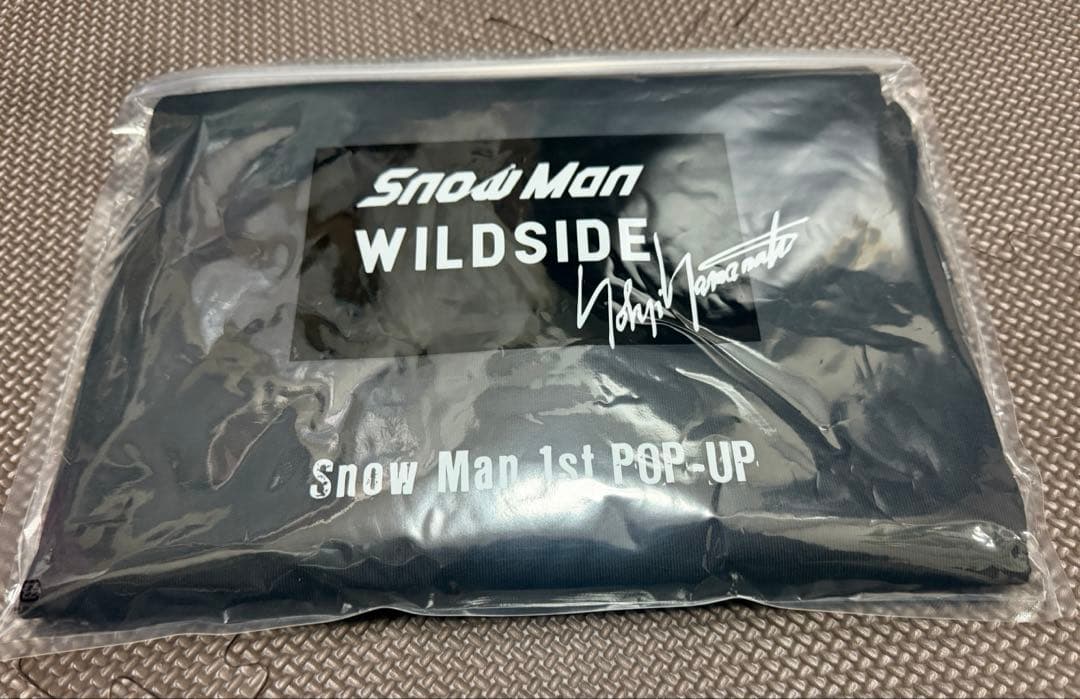 Snow Man
WILDSIDE
Yohji Yamamoto
Snow Man 1st POP-UP